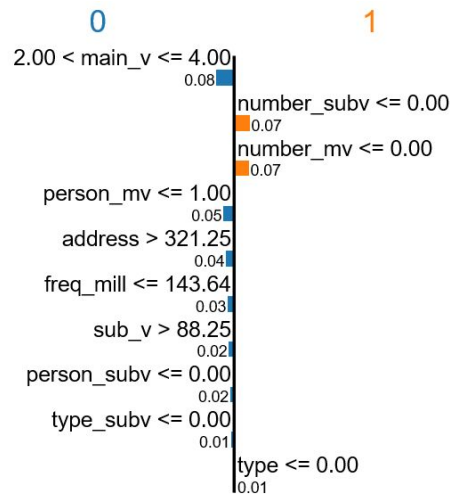 0
1
2.00 < main_v <= 4.00
0.08
number_subv <= 0.00
0.07
number_mv <= 0.00
0.07
person_mv <= 1.00
0.05
address > 321.25
0.04
freq_mill <= 143.64
0.03
sub_v > 88.25
0.02
person_subv <= 0.00
0.02
type_subv <= 0.00
0.01
type <= 0.00
0.01